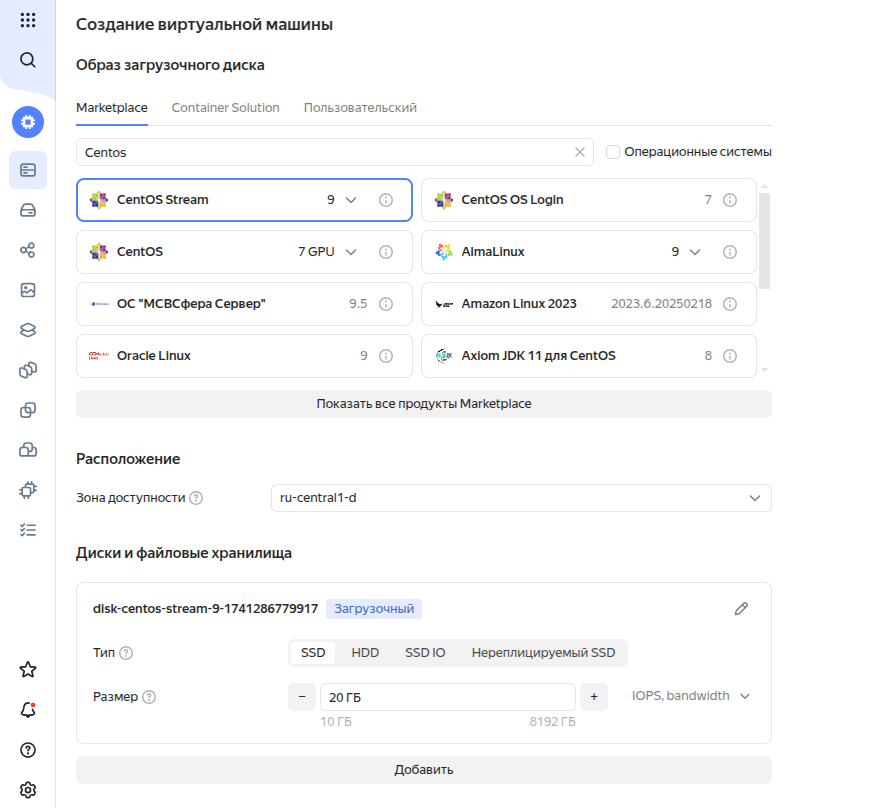 Создание виртуальной машины
Образ загрузочного диска
Marketplace Container Solution Пользовательский
Centos Операционные системы
CentOS Stream 9 CentOS OS Login 7
CentOS 7 GPU AlmaLinux 9
ОС "МСВСфера Сервер" 9.5 Amazon Linux 2023 2023.6.20250218
Oracle Linux 9 Axiom JDK 11 для CentOS 8
Показать все продукты Marketplace
Расположение
Зона доступности ru-central1-d
Диски и файловые хранилища
disk-centos-stream-9-1741286779917 Загрузочный
Тип SSD HDD SSD IO Нереплицируемый SSD
Размер − 20 ГБ + IOPS, bandwidth
10 ГБ 8192 ГБ
Добавить